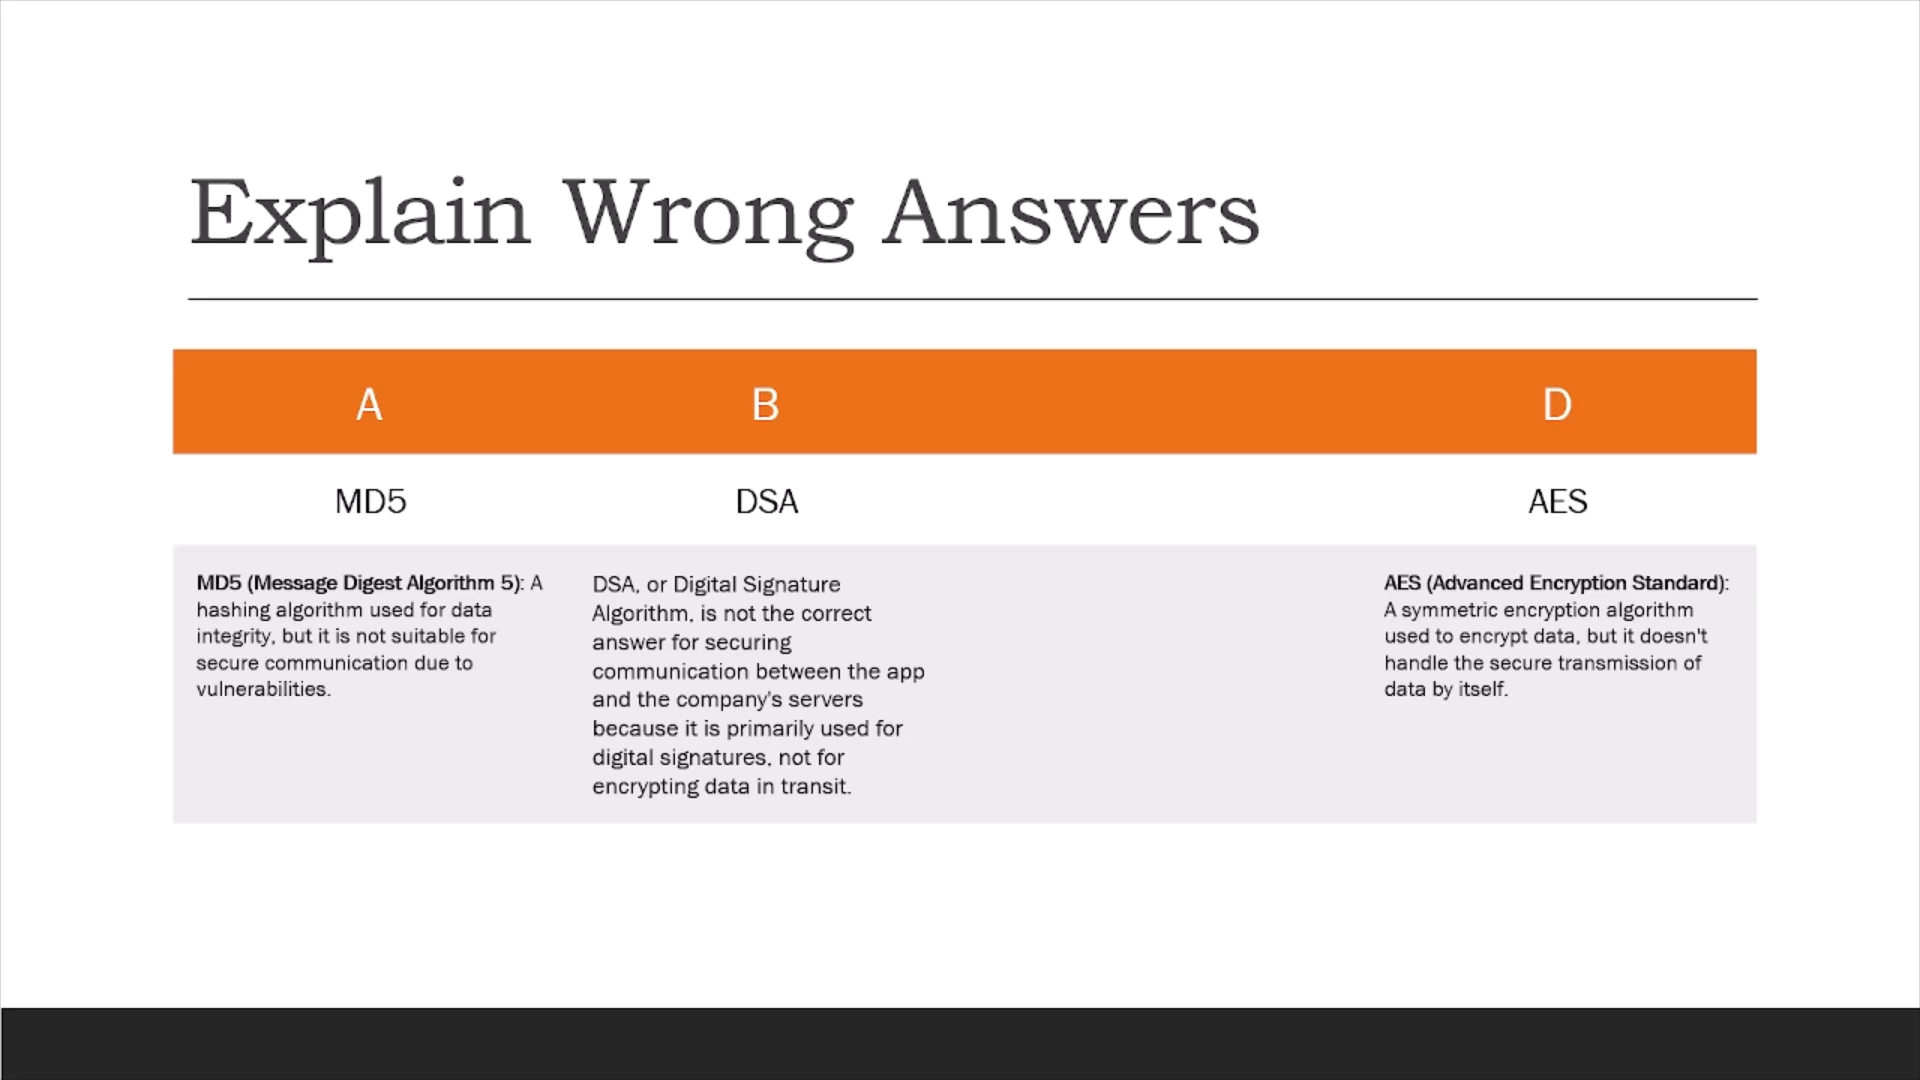 Explain Wrong Answers
A
B
D
MD5
DSA
AES
MD5 (Message Digest Algorithm 5): A
hashing algorithm used for data
integrity, but it is not suitable for
secure communication due to
vulnerabilities.
DSA, or Digital Signature
Algorithm, is not the correct
answer for securing
communication between the app
and the company's servers
because it is primarily used for
digital signatures, not for
encrypting data in transit.
AES (Advanced Encryption Standard):
A symmetric encryption algorithm
used to encrypt data, but it doesn't
handle the secure transmission of
data by itself.